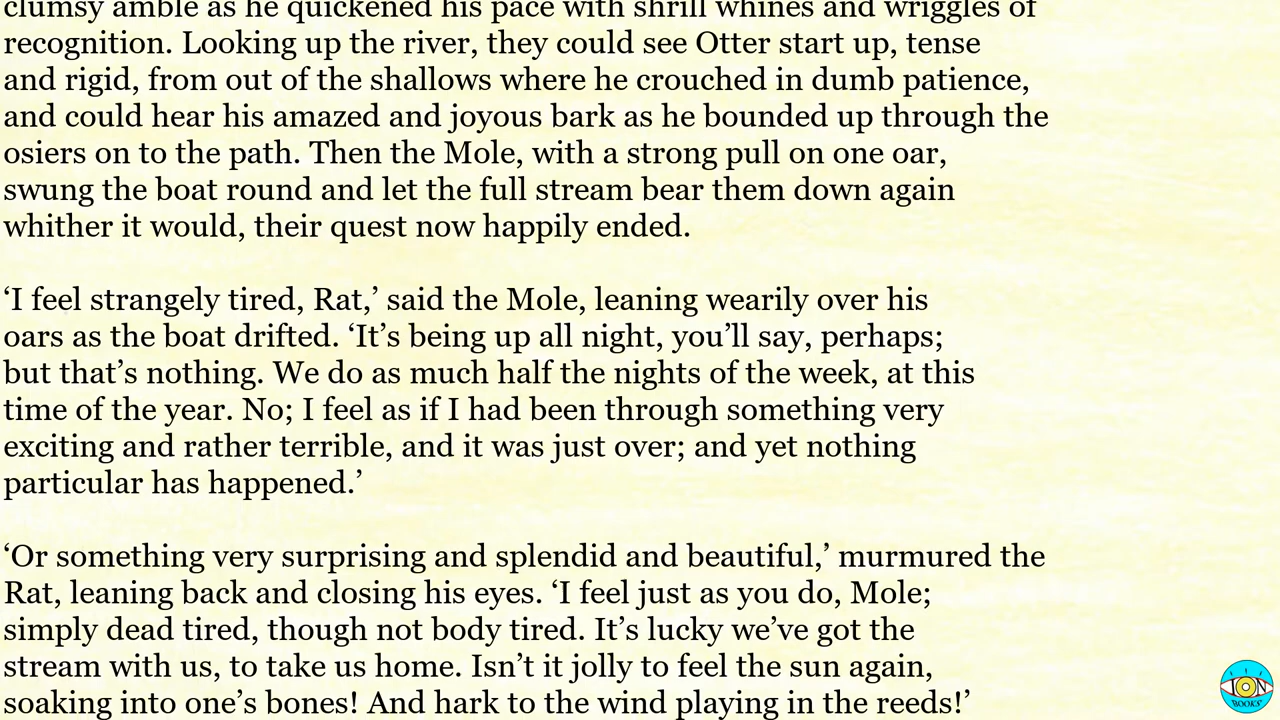 clumsy amble as he quickened his pace with shrill whines and wriggles of
recognition. Looking up the river, they could see Otter start up, tense
and rigid, from out of the shallows where he crouched in dumb patience,
and could hear his amazed and joyous bark as he bounded up through the
osiers on to the path. Then the Mole, with a strong pull on one oar,
swung the boat round and let the full stream bear them down again
whither it would, their quest now happily ended.
‘I feel strangely tired, Rat,’ said the Mole, leaning wearily over his
oars as the boat drifted. ‘It’s being up all night, you’ll say, perhaps;
but that’s nothing. We do as much half the nights of the week, at this
time of the year. No; I feel as if I had been through something very
exciting and rather terrible, and it was just over; and yet nothing
particular has happened.’
‘Or something very surprising and splendid and beautiful,’ murmured the
Rat, leaning back and closing his eyes. ‘I feel just as you do, Mole;
simply dead tired, though not body tired. It’s lucky we’ve got the
stream with us, to take us home. Isn’t it jolly to feel the sun again,
soaking into one’s bones! And hark to the wind playing in the reeds!’
ION
BOOKS